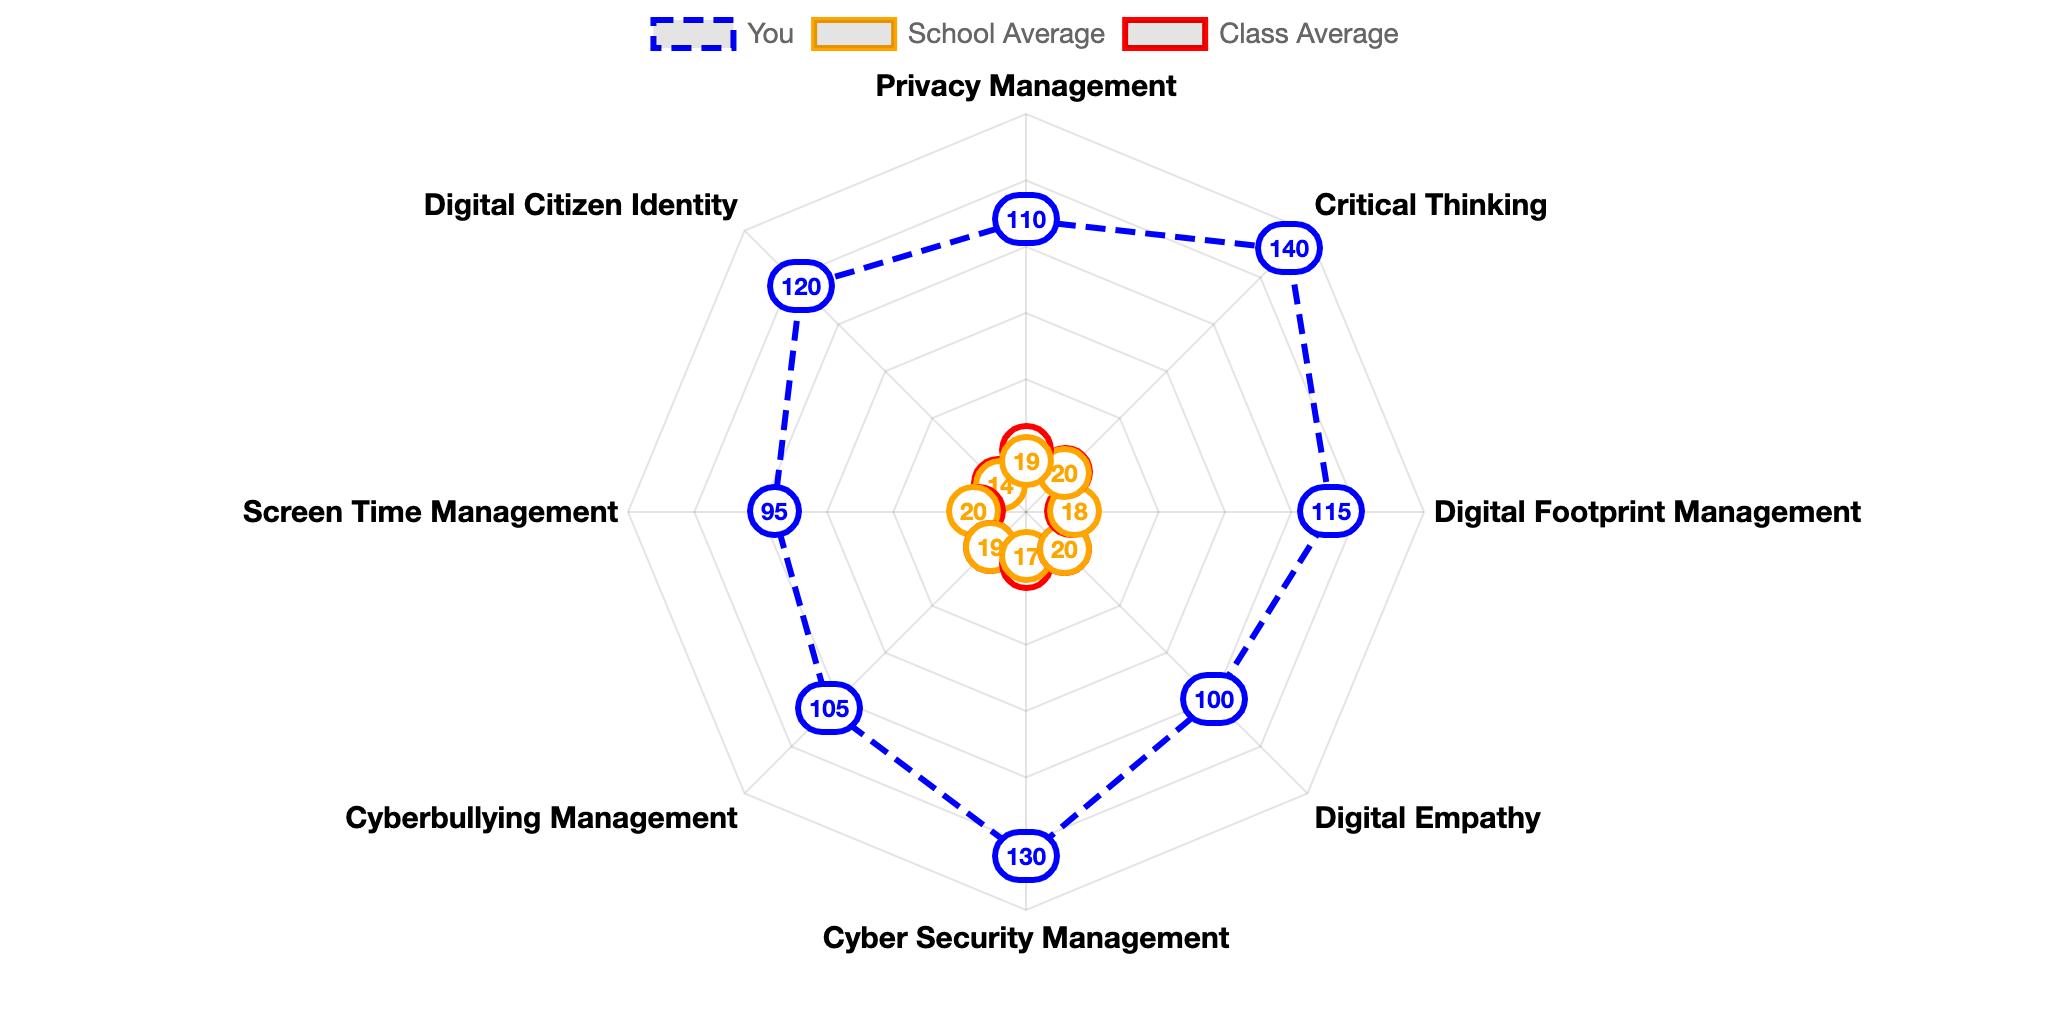 You School Average Class Average
Privacy Management
Digital Citizen Identity
Critical Thinking
110
140
120
19
20
14
Screen Time Management
95
20
18
115
Digital Footprint Management
19
17
20
100
105
Cyberbullying Management
Digital Empathy
130
Cyber Security Management